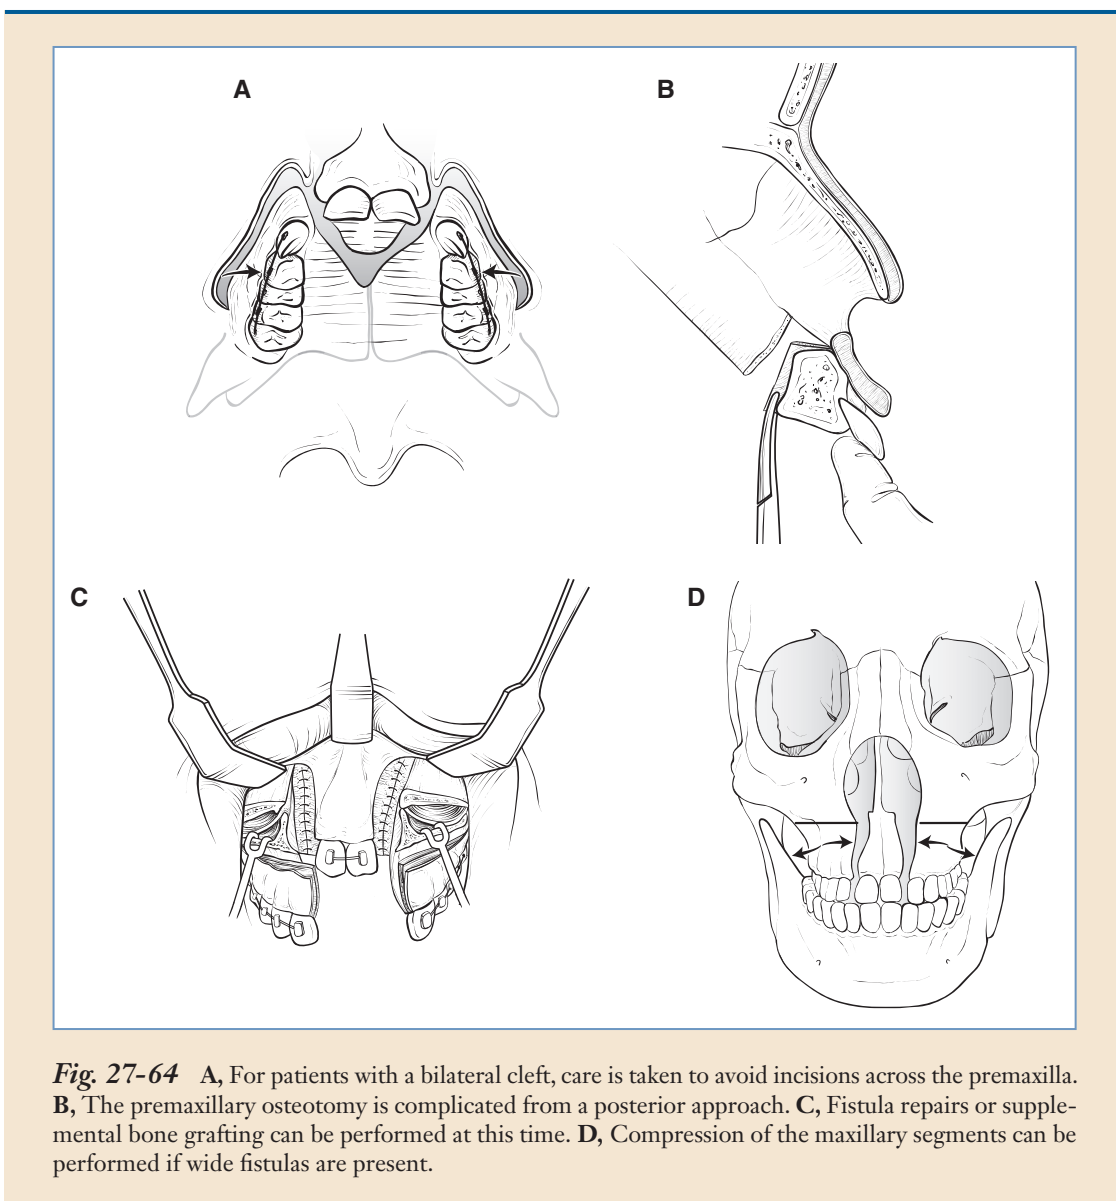 A
B
C
D
Fig. 27-64 A, For patients with a bilateral cleft, care is taken to avoid incisions across the premaxilla.
B, The premaxillary osteotomy is complicated from a posterior approach. C, Fistula repairs or supple-
mental bone grafting can be performed at this time. D, Compression of the maxillary segments can be
performed if wide fistulas are present.